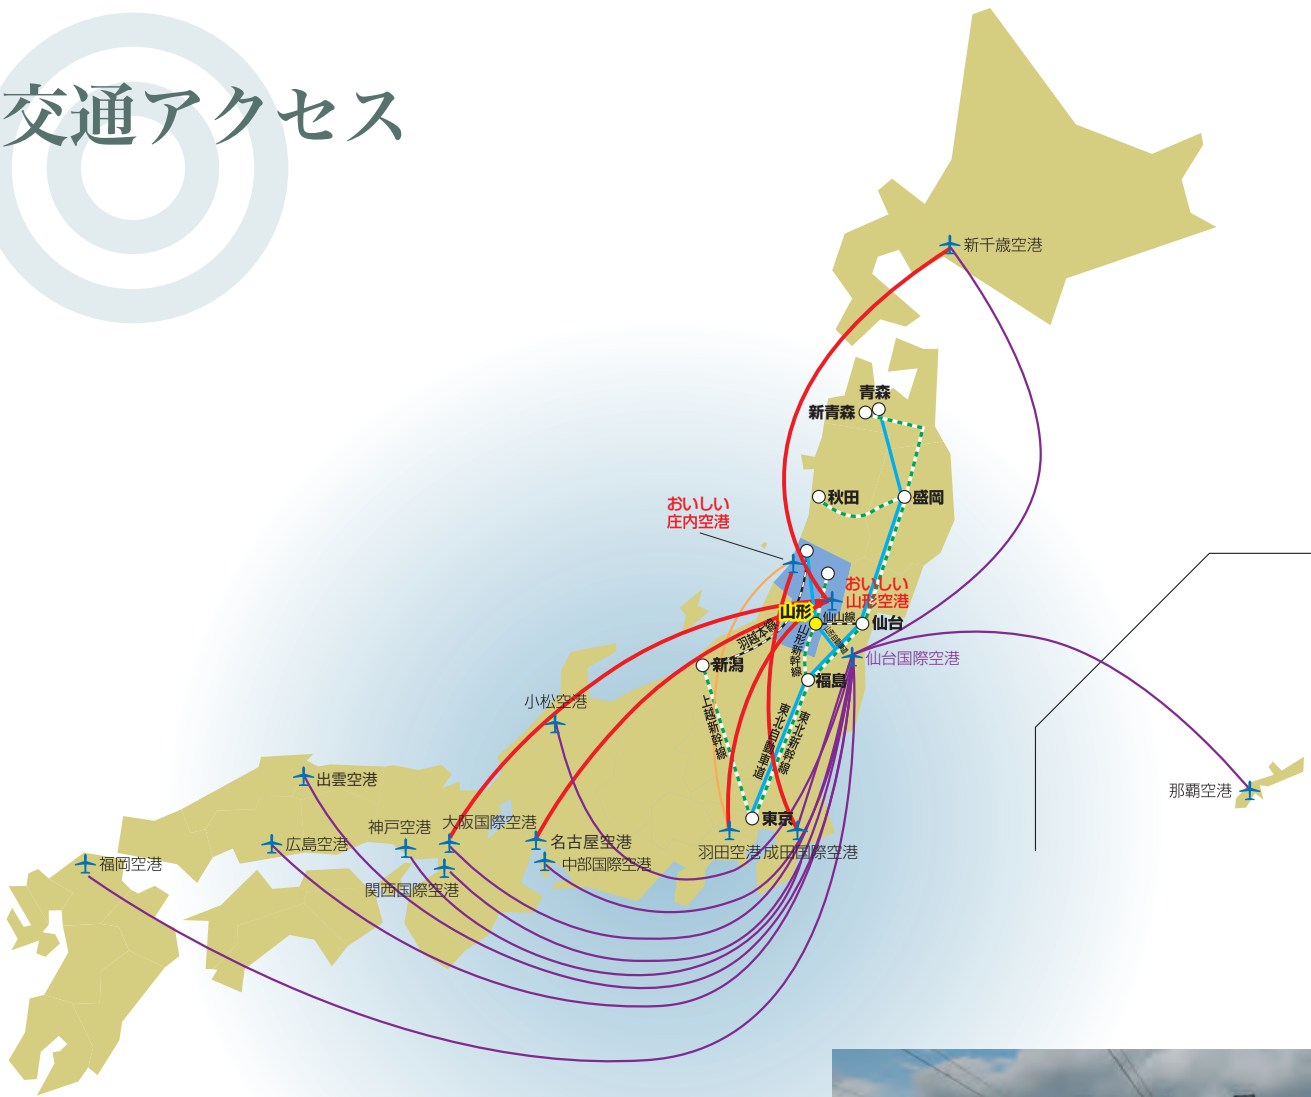 交通アクセス
新千歳空港
青森
新青森
秋田
盛岡
おいしい
庄内空港
おいしい
山形空港
山形
仙山線
仙台
羽越本線
山形新幹線
新潟
仙台国際空港
福島
小松空港
上越新幹線
東北自動車道
東北新幹線
出雲空港
那覇空港
神戸空港
大阪国際空港
東京
広島空港
名古屋空港
羽田空港
成田国際空港
福岡空港
中部国際空港
関西国際空港